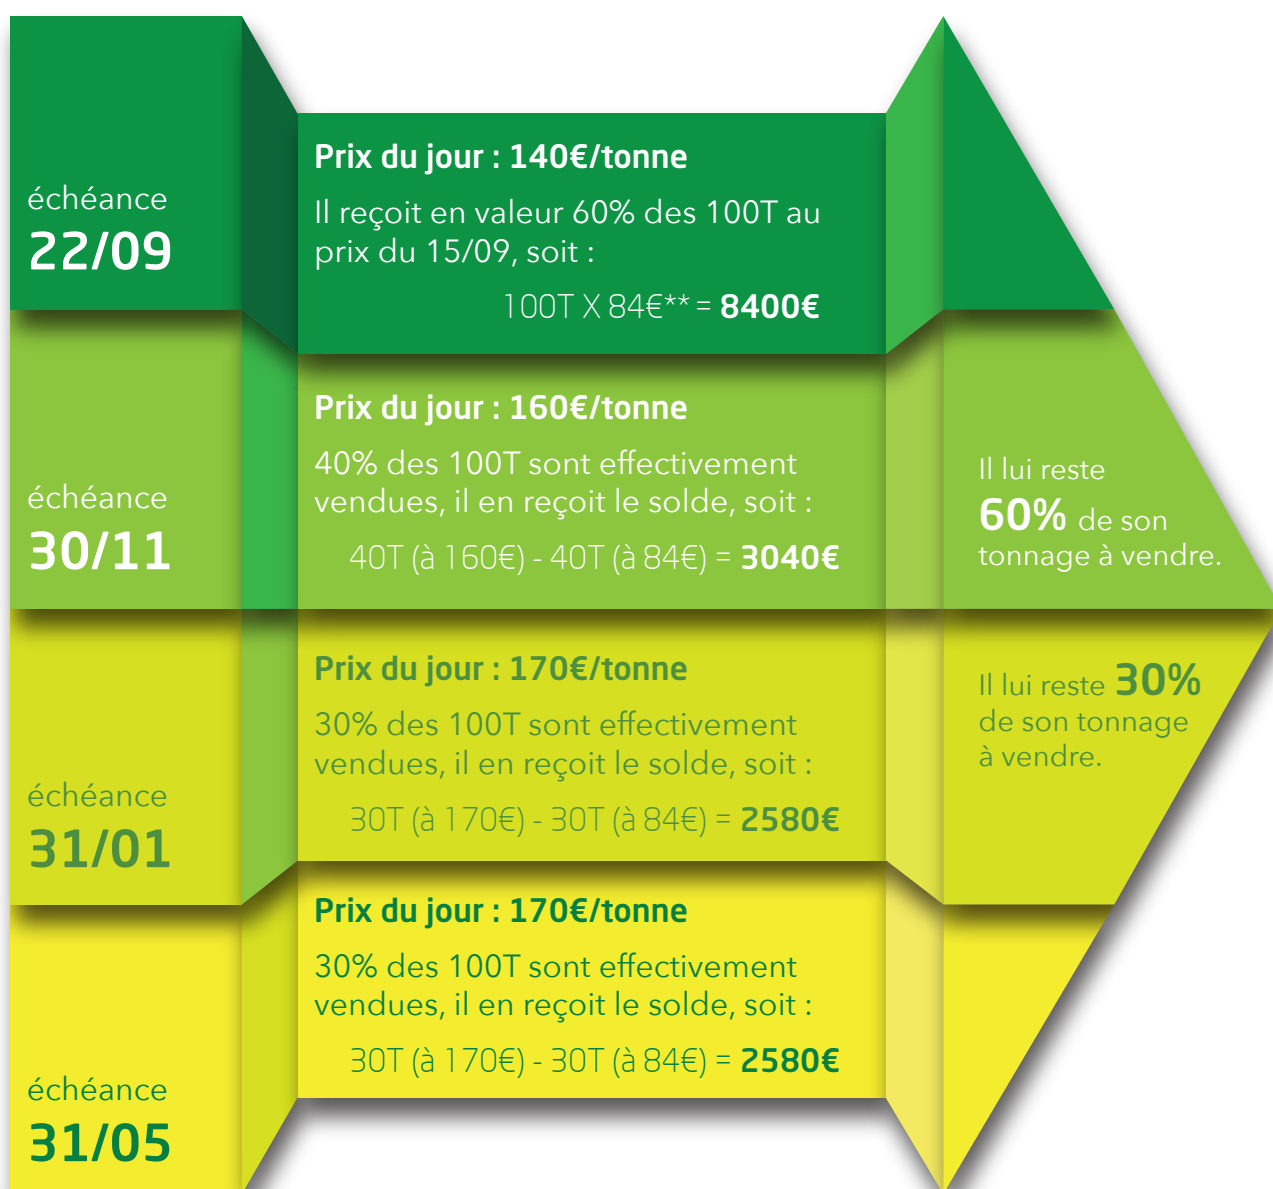 échéance
22/09
Prix du jour : 140€/tonne
Il reçoit en valeur 60% des 100T au
prix du 15/09, soit :
100T X 84€** = 8400€
échéance
30/11
Prix du jour : 160€/tonne
40% des 100T sont effectivement
vendues, il en reçoit le solde, soit :
40T (à 160€) - 40T (à 84€) = 3040€
Il lui reste
60% de son
tonnage à vendre.
échéance
31/01
Prix du jour : 170€/tonne
30% des 100T sont effectivement
vendues, il en reçoit le solde, soit :
30T (à 170€) - 30T (à 84€) = 2580€
Il lui reste 30%
de son tonnage
à vendre.
échéance
31/05
Prix du jour : 170€/tonne
30% des 100T sont effectivement
vendues, il en reçoit le solde, soit :
30T (à 170€) - 30T (à 84€) = 2580€